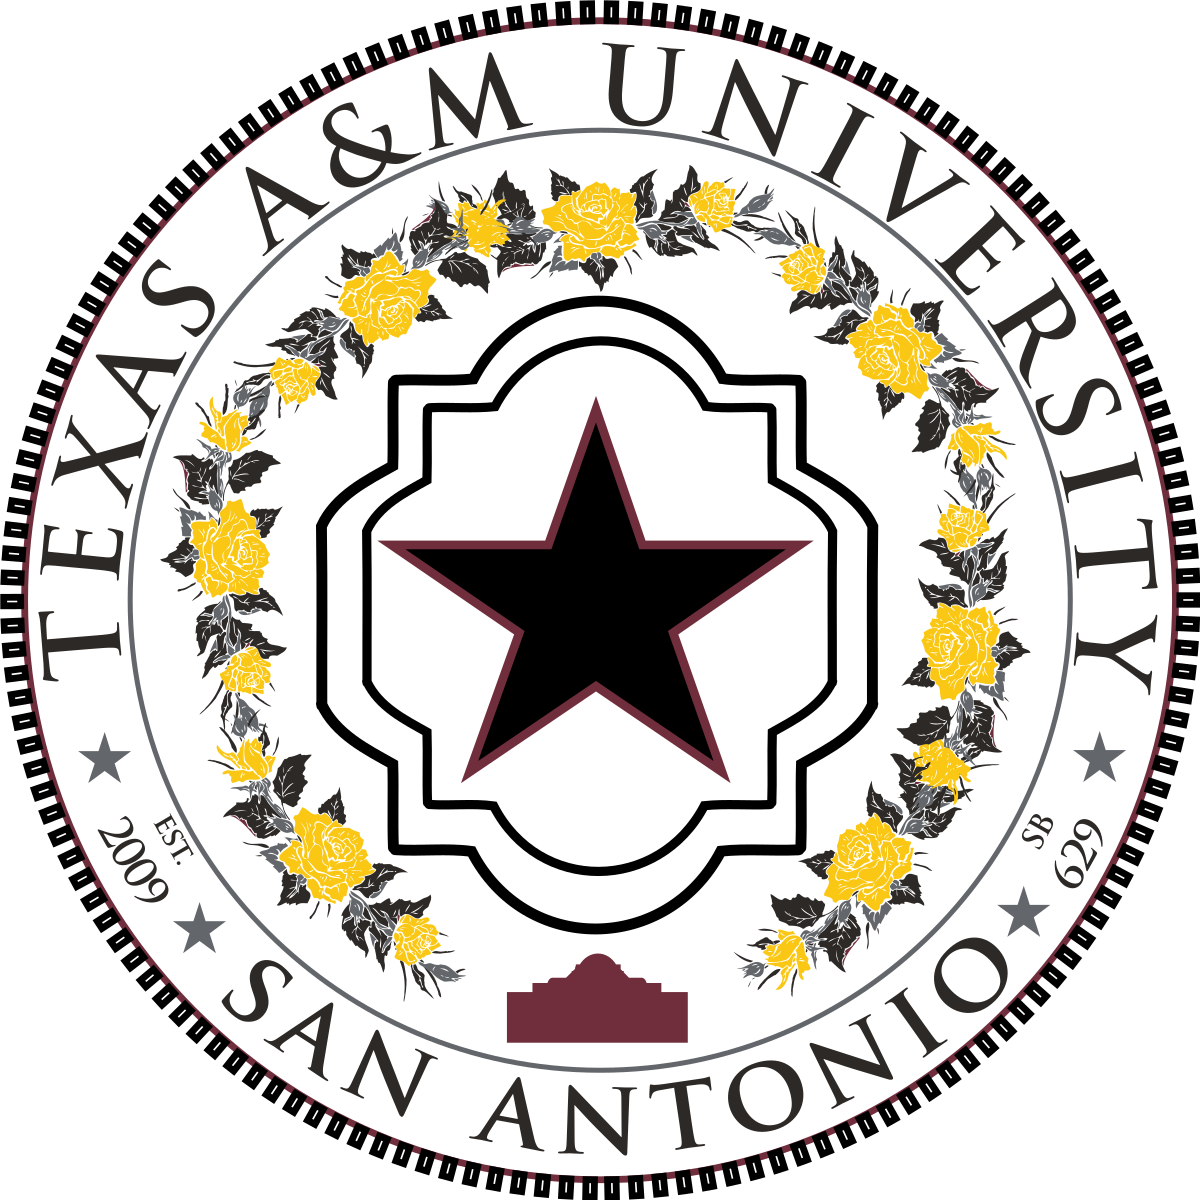 TEXAS A&M UNIVERSITY
EST.
2009
SB
629
SAN ANTONIO